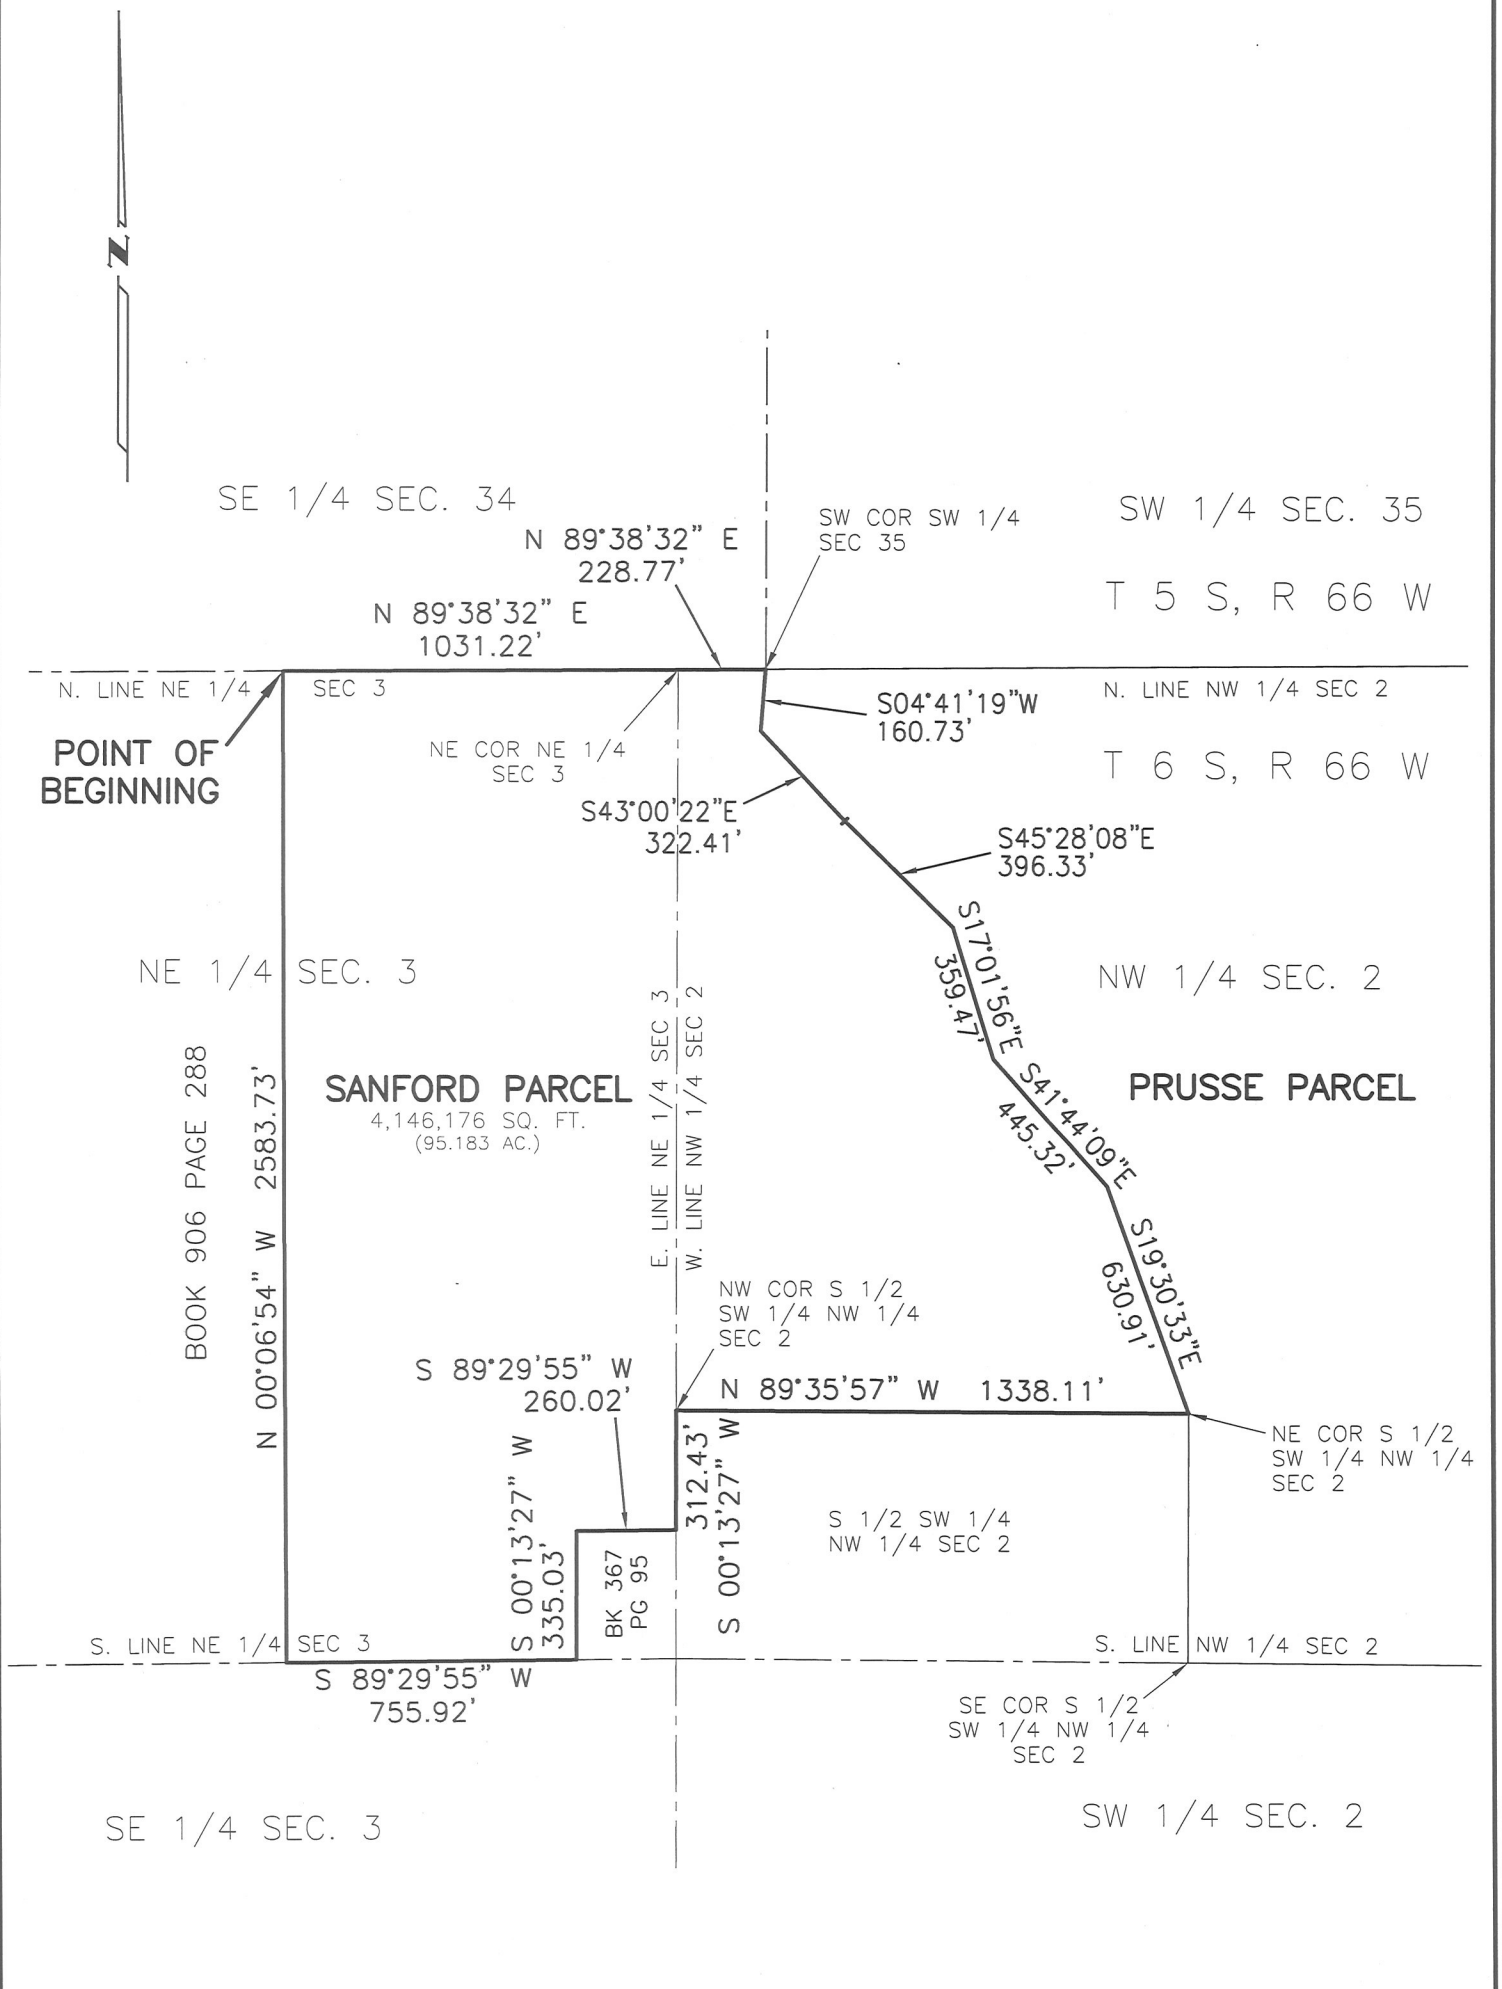 Z
SE 1/4 SEC. 34
SW COR SW 1/4
SEC 35
SW 1/4 SEC. 35
N 89°38'32" E
228.77'
T 5 S, R 66 W
N 89°38'32" E
1031.22'
N. LINE NE 1/4
SEC 3
N. LINE NW 1/4 SEC 2
S04°41'19"W
160.73'
POINT OF
BEGINNING
NE COR NE 1/4
SEC 3
T 6 S, R 66 W
S43°00'22"E
322.41'
S45°28'08"E
396.33'
S17°01'56"E
359.47'
NE 1/4 SEC. 3
NW 1/4 SEC. 2
E. LINE NE 1/4 SEC 3
W. LINE NW 1/4 SEC 2
BOOK 906 PAGE 288
N 00°06'54" W 2583.73'
SANFORD PARCEL
4,146,176 SQ. FT.
(95.183 AC.)
S41°44'09"E
445.32'
PRUSSE PARCEL
S19°30'33"E
630.91'
NW COR S 1/2
SW 1/4 NW 1/4
SEC 2
S 89°29'55" W
260.02'
N 89°35'57" W 1338.11'
312.43'
S 00°13'27" W
NE COR S 1/2
SW 1/4 NW 1/4
SEC 2
S 00°13'27" W
335.03'
BK 367
PG 95
S 1/2 SW 1/4
NW 1/4 SEC 2
S. LINE NE 1/4 SEC 3
S. LINE NW 1/4 SEC 2
S 89°29'55" W
755.92'
SE COR S 1/2
SW 1/4 NW 1/4
SEC 2
SE 1/4 SEC. 3
SW 1/4 SEC. 2